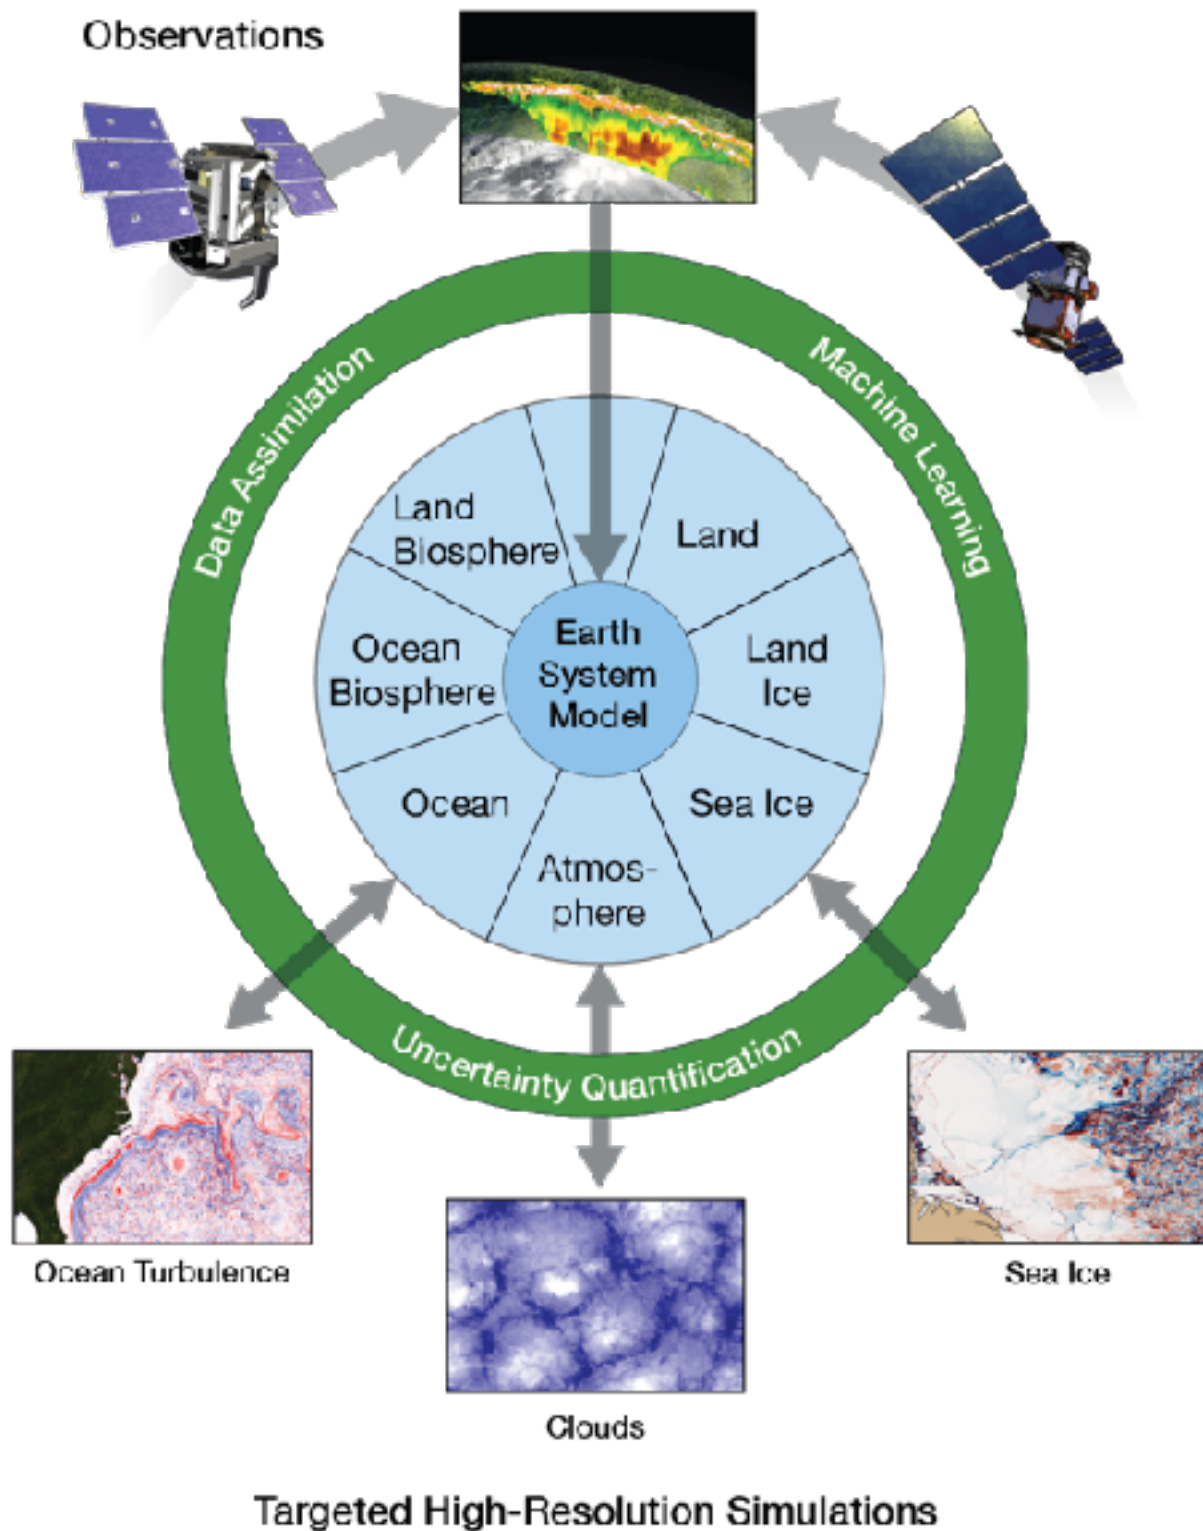 Observations
Data Assimilation
Machine Learning
Land
Biosphere
Land
Ocean
Biosphere
Earth
System
Model
Land
Ice
Ocean
Sea Ice
Atmos-
phere
Uncertainty Quantification
Ocean Turbulence
Sea Ice
Clouds
Targeted High-Resolution Simulations